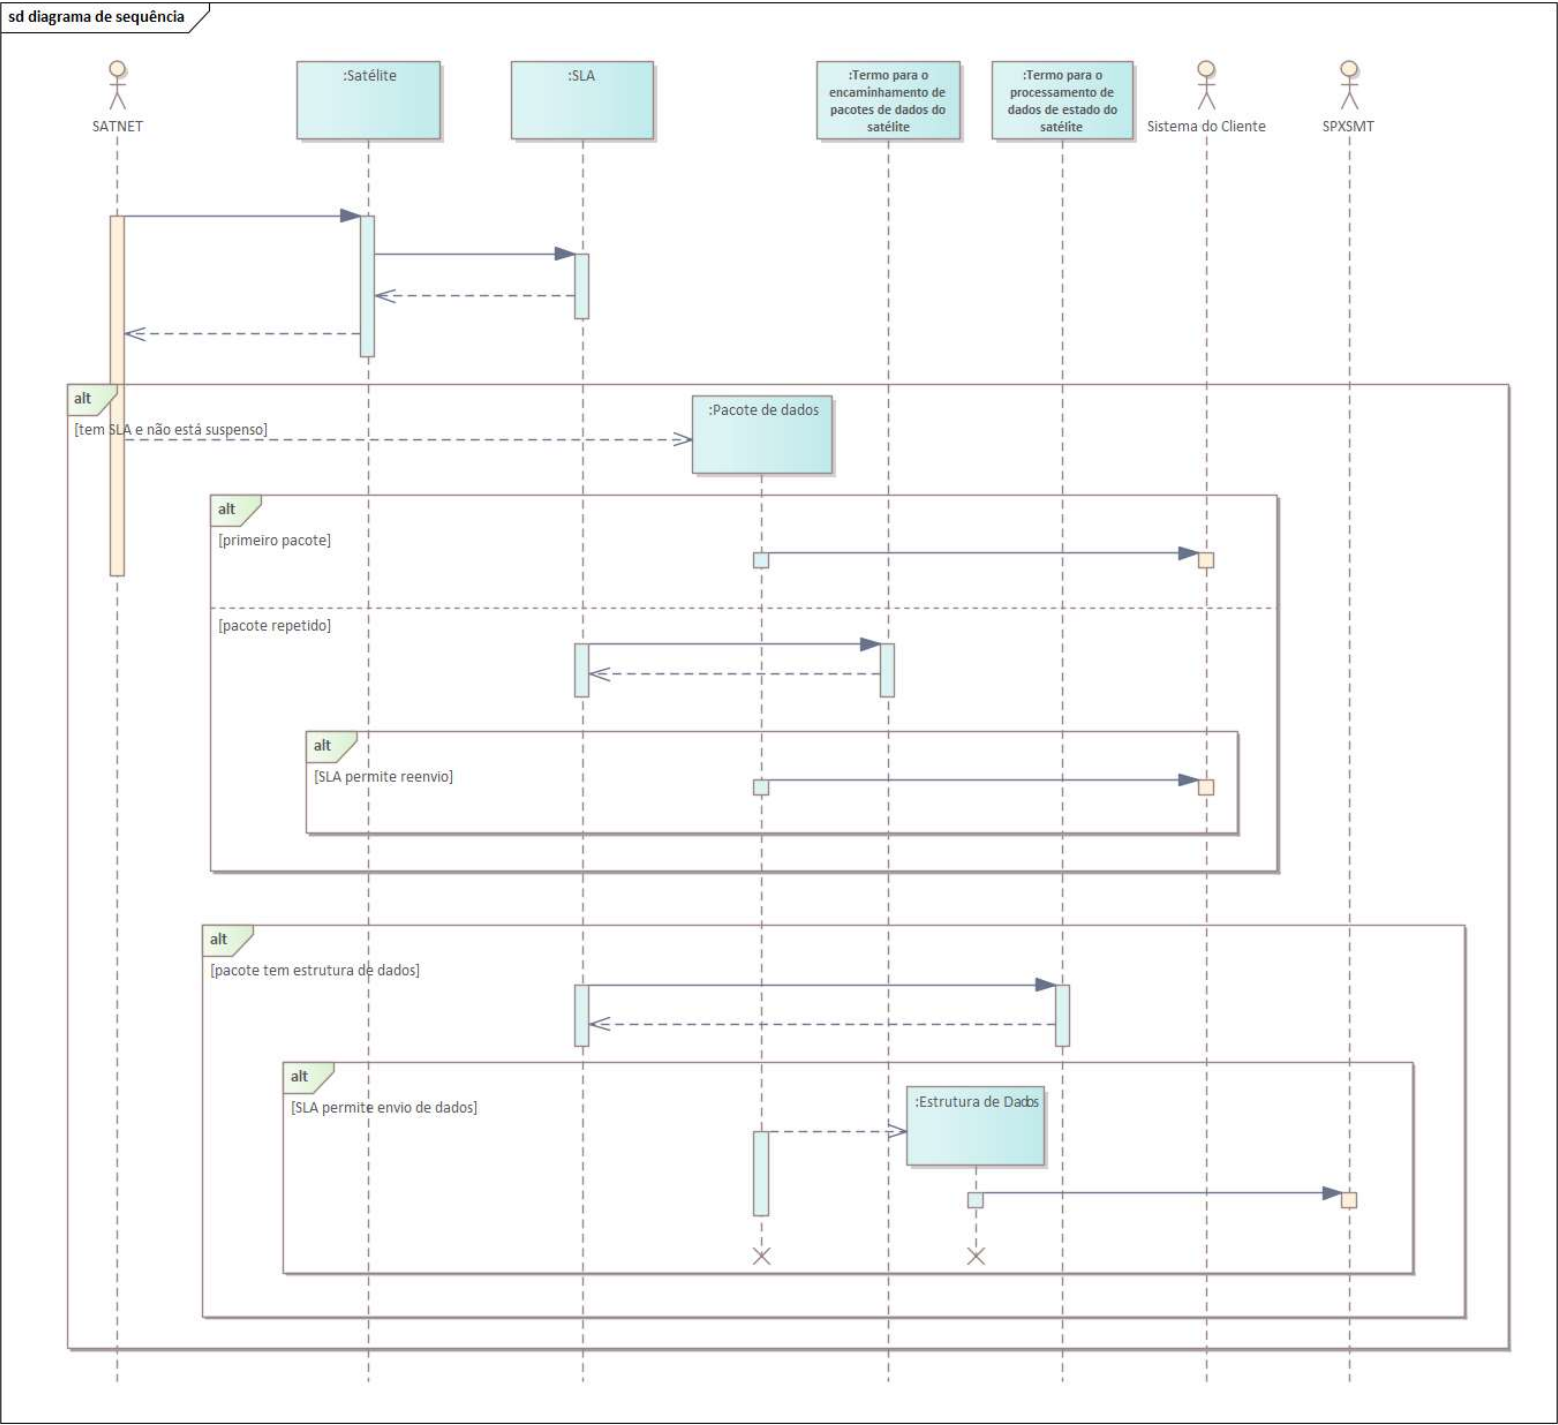 sd diagrama de sequência
SATNET
:Satélite
:SLA
:Termo para o
encaminhamento de
pacotes de dados do
satélite
:Termo para o
processamento de
dados de estado do
satélite
Sistema do Cliente
SPXSMT
alt
[tem SLA e não está suspenso]
:Pacote de dados
alt
[primeiro pacote]
[pacote repetido]
alt
[SLA permite reenvio]
alt
[pacote tem estrutura de dados]
alt
[SLA permite envio de dados]
:Estrutura de Dados